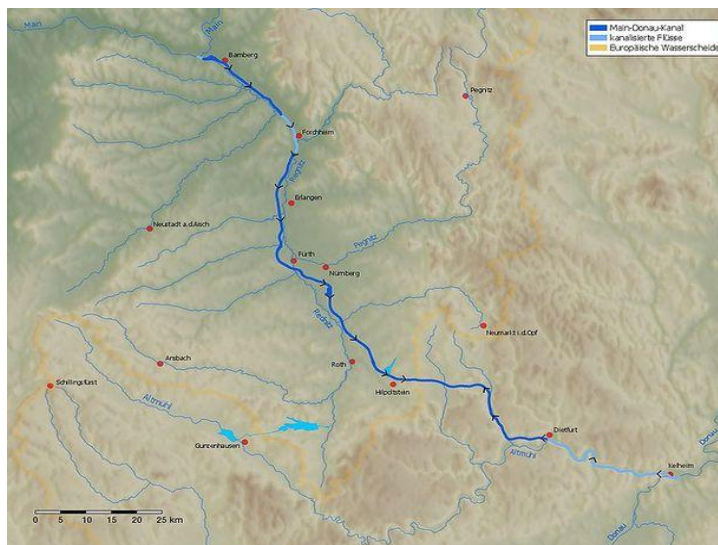 Main-Donau-Kanal
kanalisierte Flüsse
Europäische Wasserscheide
Main
Main
Bamberg
Pegnitz
Forchheim
Regnitz
Erlangen
Neustadt a.d.Aisch
Fürth
Pegnitz
Nürnberg
Rednitz
Neumarkt i.d.Opf
Ansbach
Roth
Schillingsfürst
Hilpoltstein
Altmühl
Gunzenhausen
Dietfurt
Altmühl
Donau
Kelheim
Donau
0 5 10 15 20 25 km